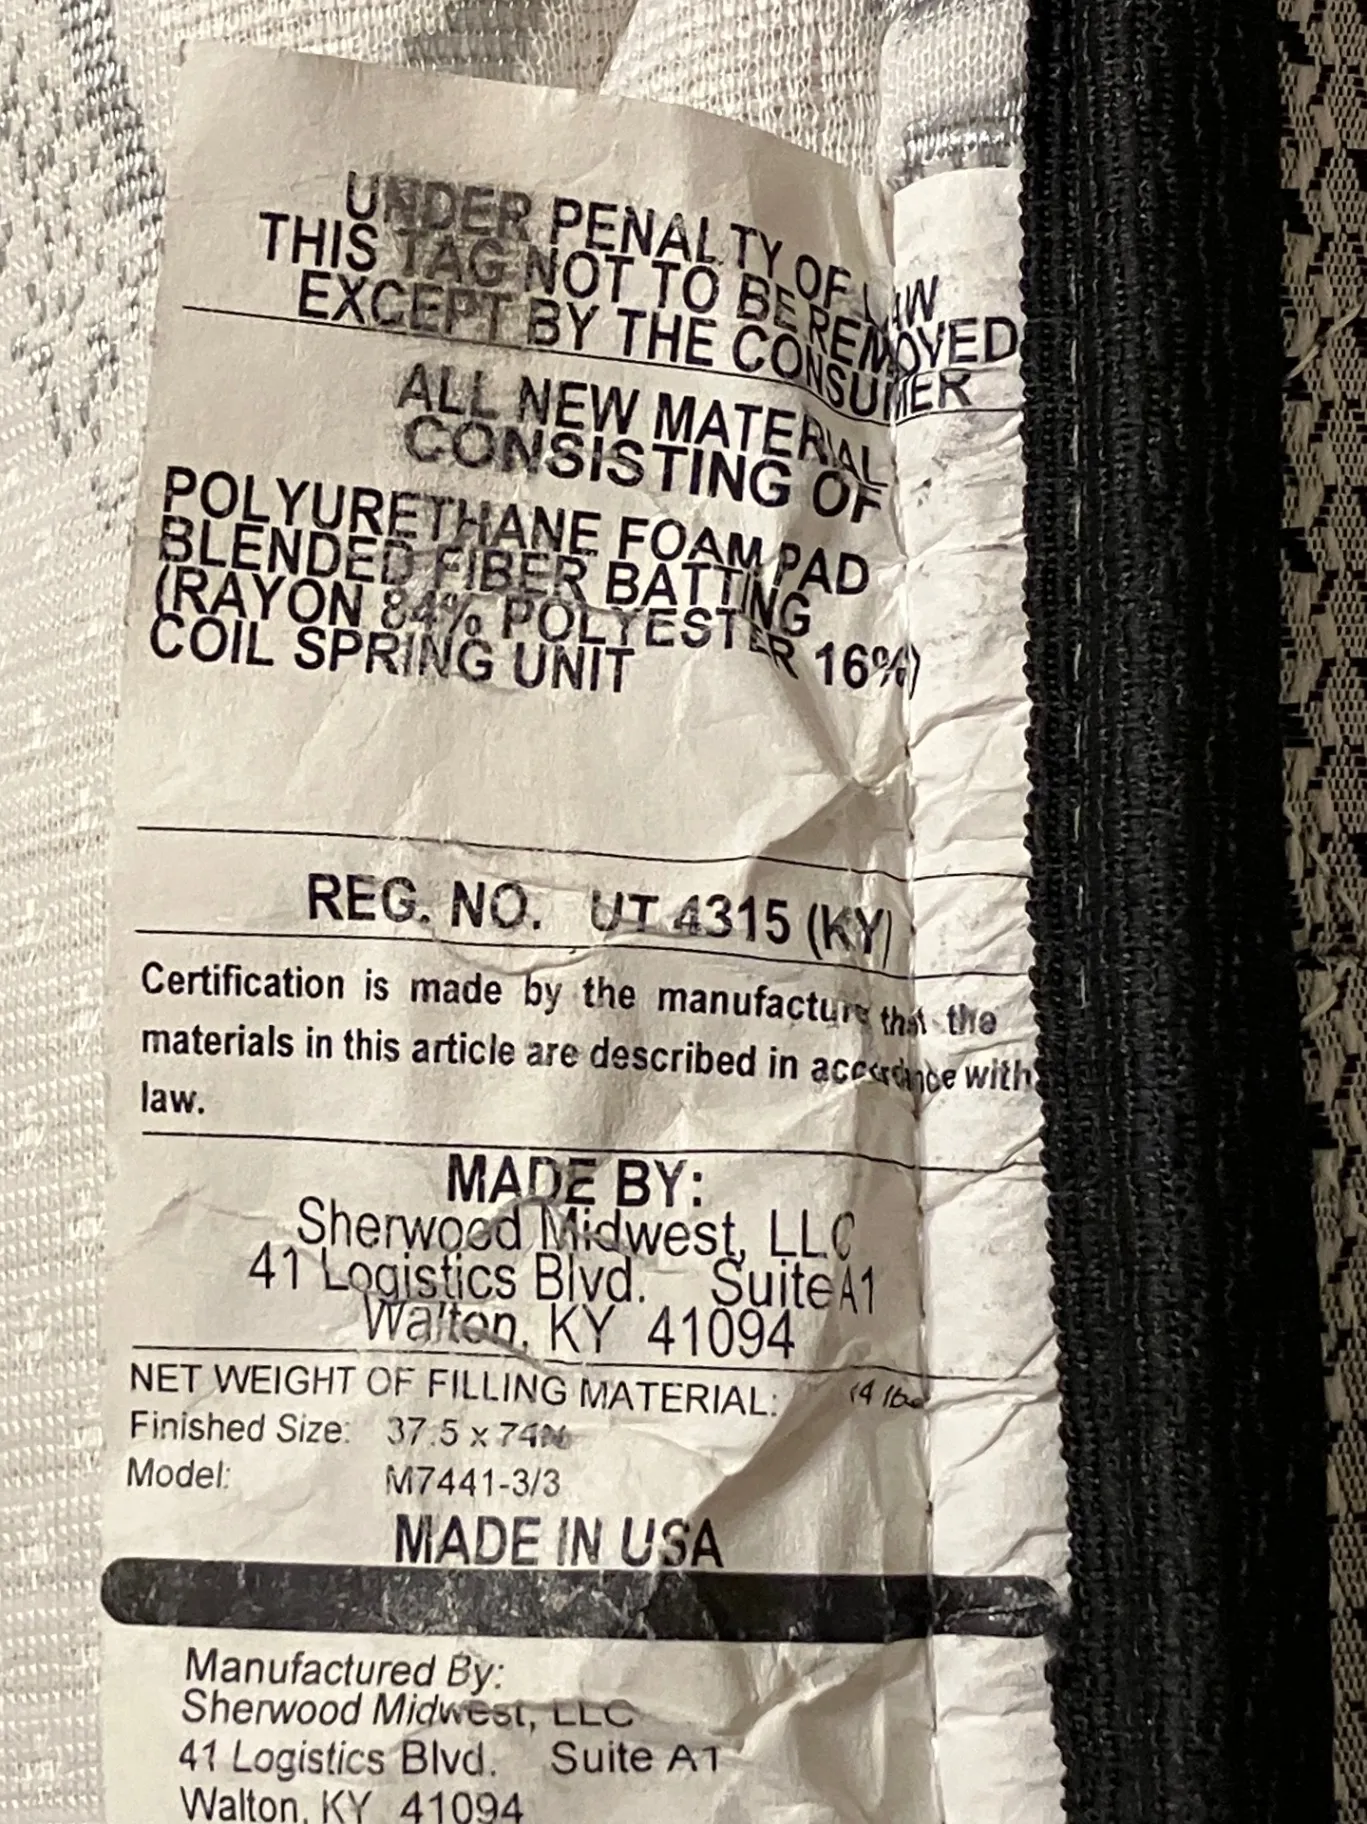 UNDER PENALTY OF LAW
THIS TAG NOT TO BE REMOVED
EXCEPT BY THE CONSUMER
ALL NEW MATERIAL
CONSISTING OF
POLYURETHANE FOAM PAD
BLENDED FIBER BATTING
(RAYON 84% POLYESTER 16%)
COIL SPRING UNIT
REG. NO. UT 4315 (KY)
Certification is made by the manufacture that the
materials in this article are described in accordance with
law.
MADE BY:
Sherwood Midwest, LLC
41 Logistics Blvd. Suite A1
Walton, KY 41094
NET WEIGHT OF FILLING MATERIAL:
Finished Size: 37.5 x
Model: M7441-3/3
MADE IN USA
Manufactured By:
Sherwood Midwest, LLC
41 Logistics Blvd. Suite A1
Walton, KY 41094